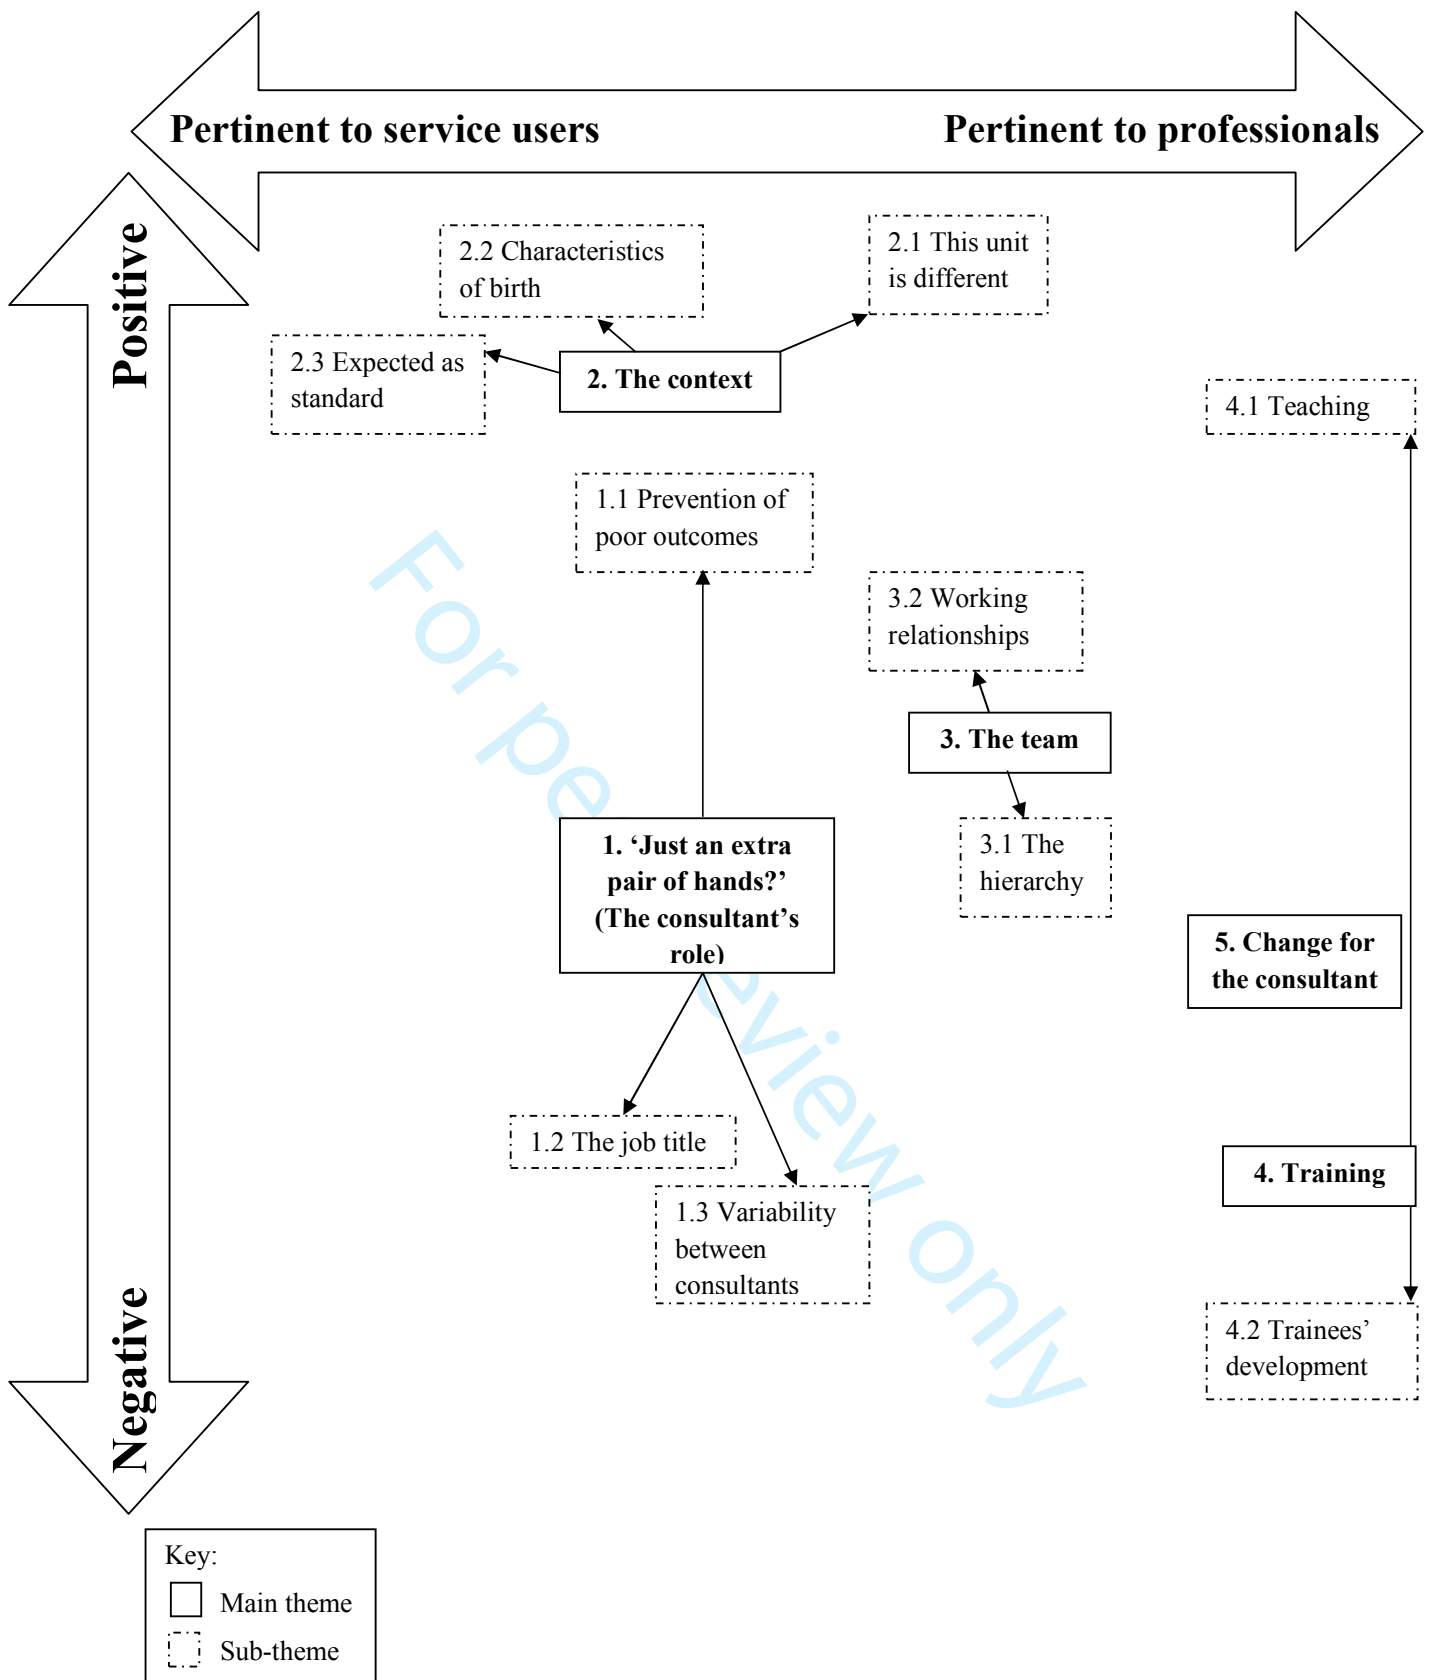 Pertinent to service users
Pertinent to professionals
Positive
Negative
2.2 Characteristics
of birth
2.1 This unit
is different
2.3 Expected as
standard
2. The context
4.1 Teaching
1.1 Prevention of
poor outcomes
3.2 Working
relationships
3. The team
3.1 The
hierarchy
1. ‘Just an extra
pair of hands?’
(The consultant’s
role)
5. Change for
the consultant
1.2 The job title
4. Training
1.3 Variability
between
consultants
4.2 Trainees’
development
Key:
Main theme
Sub-theme
For peer review only